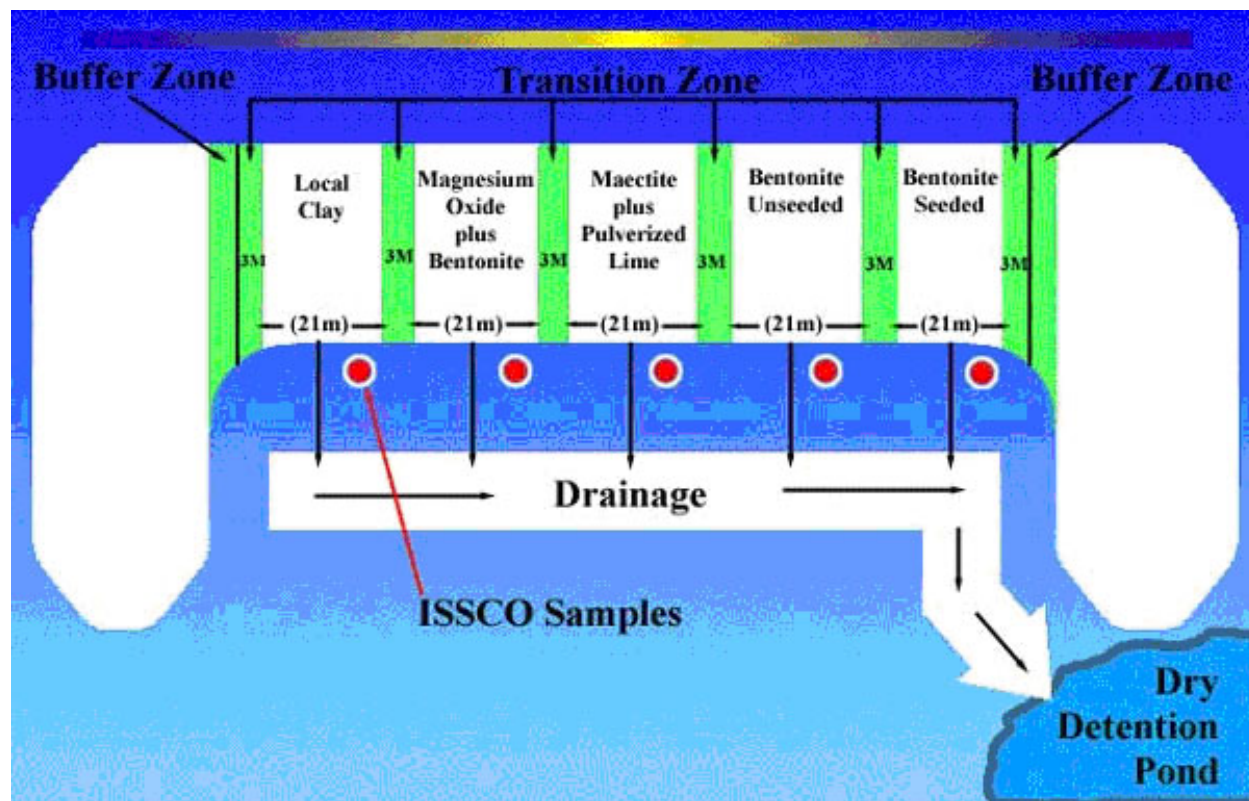 Buffer Zone
Transition Zone
Buffer Zone
Local
Clay
Magnesium
Oxide
plus
Bentonite
Maectite
plus
Pulverized
Lime
Bentonite
Unseeded
Bentonite
Seeded
3M
3M
3M
3M
3M
3M
(21m)
(21m)
(21m)
(21m)
(21m)
Drainage
ISSCO Samples
Dry
Detention
Pond